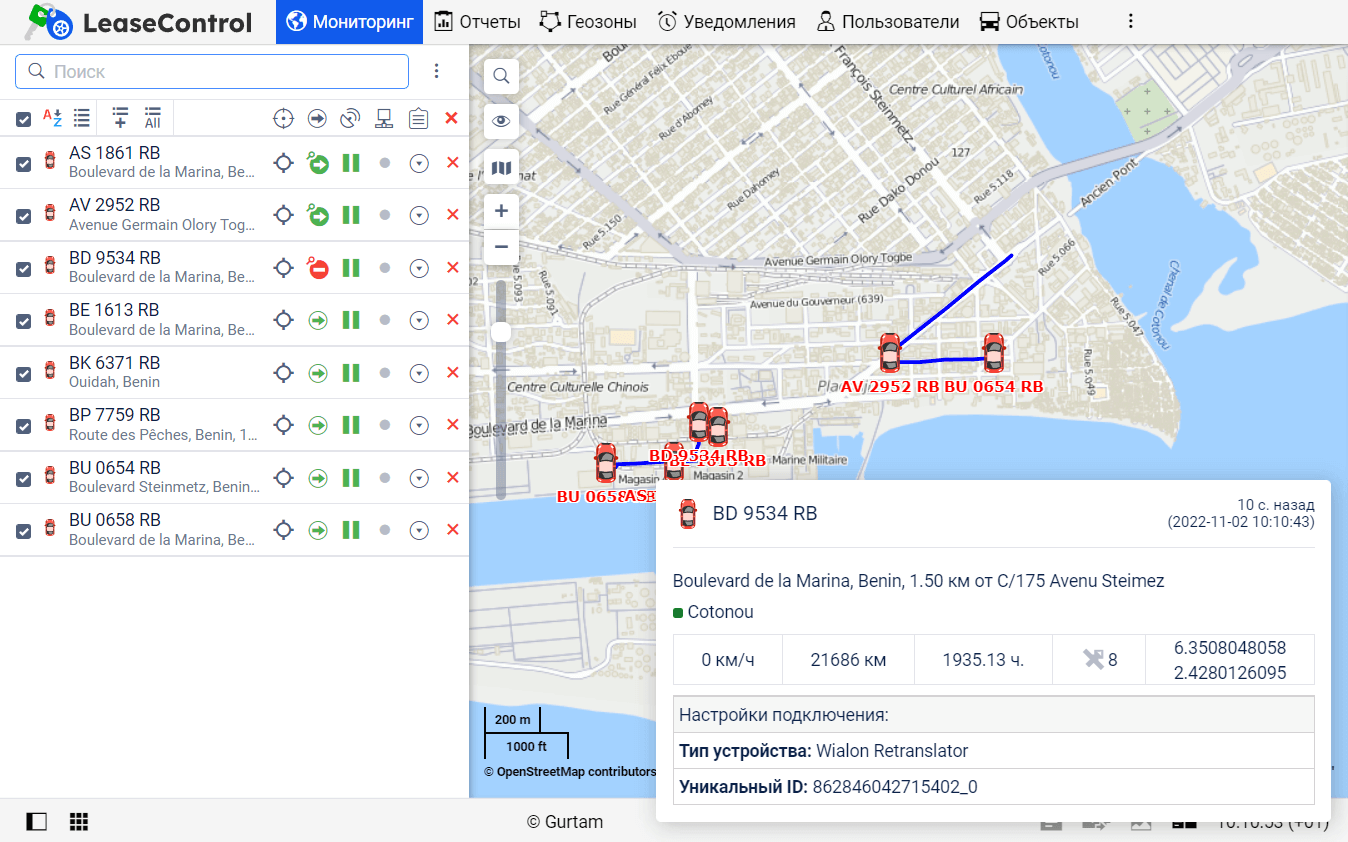 LeaseControl
Мониторинг
Отчеты
Геозоны
Уведомления
Пользователи
Объекты
Поиск
AS 1861 RB
Boulevard de la Marina, Be...
AV 2952 RB
Avenue Germain Olory Tog...
BD 9534 RB
Boulevard de la Marina, Be...
BE 1613 RB
Boulevard de la Marina, Be...
BK 6371 RB
Ouidah, Benin
BP 7759 RB
Route des Pêches, Benin, 1...
BU 0654 RB
Boulevard Steinmetz, Benin...
BU 0658 RB
Boulevard de la Marina, Be...
Rue Général Félix Éboué
Rue d'Abomey
Rue Dahomey
Rue 5.150
François Steinmetz
Centre Culturel Africain
127
Rue Dako Donou
Rue 5.118
Ancien Pont
Cotonou
Rue 5.066
Chenal de Cotonou
Rue 5.047
Rue 5.049
Avenue Germain Olory Togbe
Rue 5.093
Rue 5.091
Avenue du Gouverneur (639)
Centre Culturelle Chinois
Boulevard de la Marina
AV 2952 RB
BU 0654 RB
BD 9534 RB
Marine Militaire
Magasin 2
BU 0658
200 m
1000 ft
© OpenStreetMap contributors
BD 9534 RB
10 с. назад
(2022-11-02 10:10:43)
Boulevard de la Marina, Benin, 1.50 км от C/175 Avenu Steimez
Cotonou
0 км/ч
21686 км
1935.13 ч.
8
6.3508048058
2.4280126095
Настройки подключения:
Тип устройства: Wialon Retranslator
Уникальный ID: 862846042715402_0
© Gurtam
10:10:53 (+01)